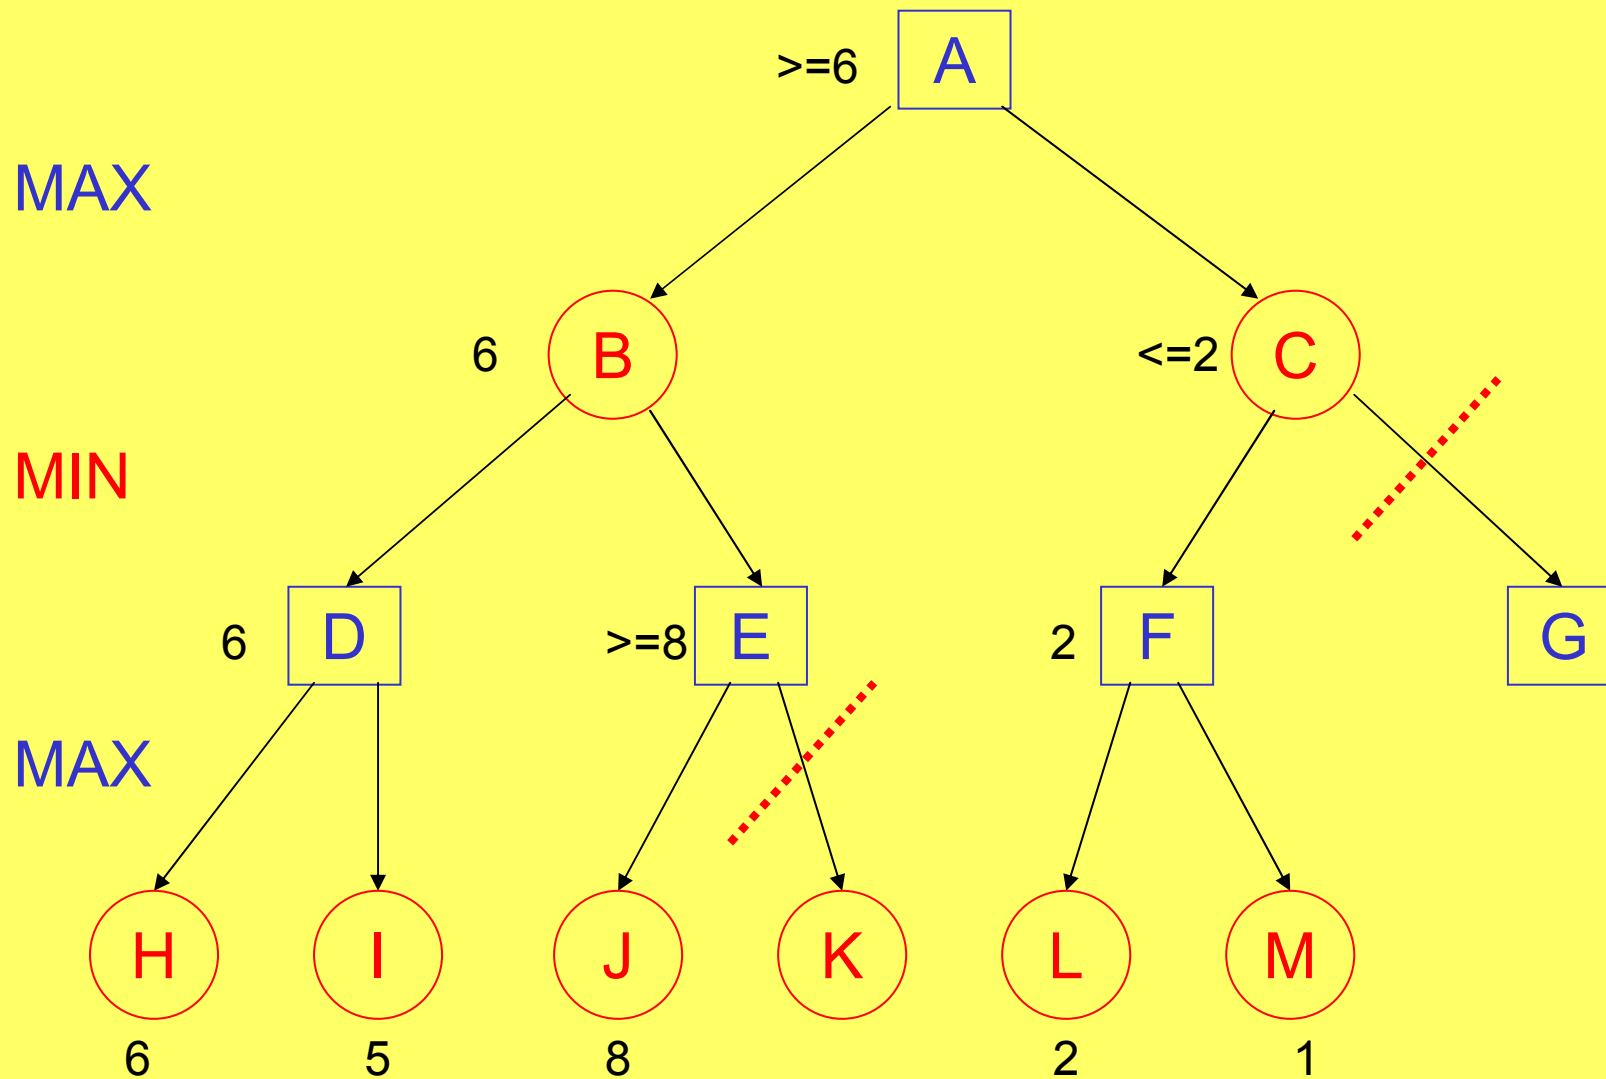 >=6 A
MAX
6 B <=2 C
MIN
6 D >=8 E 2 F G
MAX
H I J K L M
6 5 8 2 1